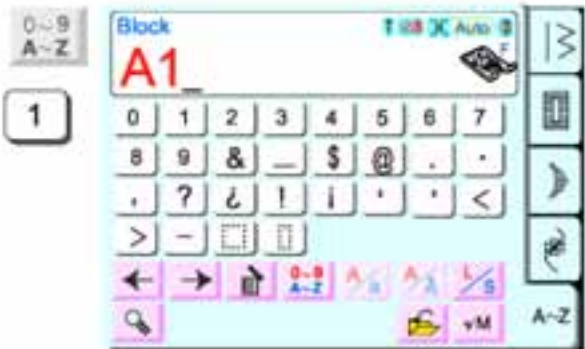 0~9
A~Z
1
Block
Auto
F
A1_
0 1 2 3 4 5 6 7
8 9 & _ $ @ . ·
, ? ¿ ! ¡ ' ' <
> -
0~9
A~Z
A/a
A/Ä
L/S
√M
A~Z